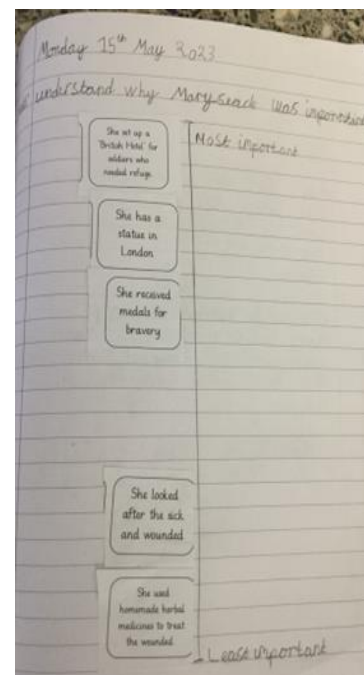 Monday 15th May 2023
understand why Mary seack was important
She set up a
'British Hotel' for
soldiers who
needed refuge.
Most important
She has a
statue in
London
She received
medals for
bravery
She looked
after the sick
and wounded
She used
homemade herbal
medicines to treat
the wounded
Least important